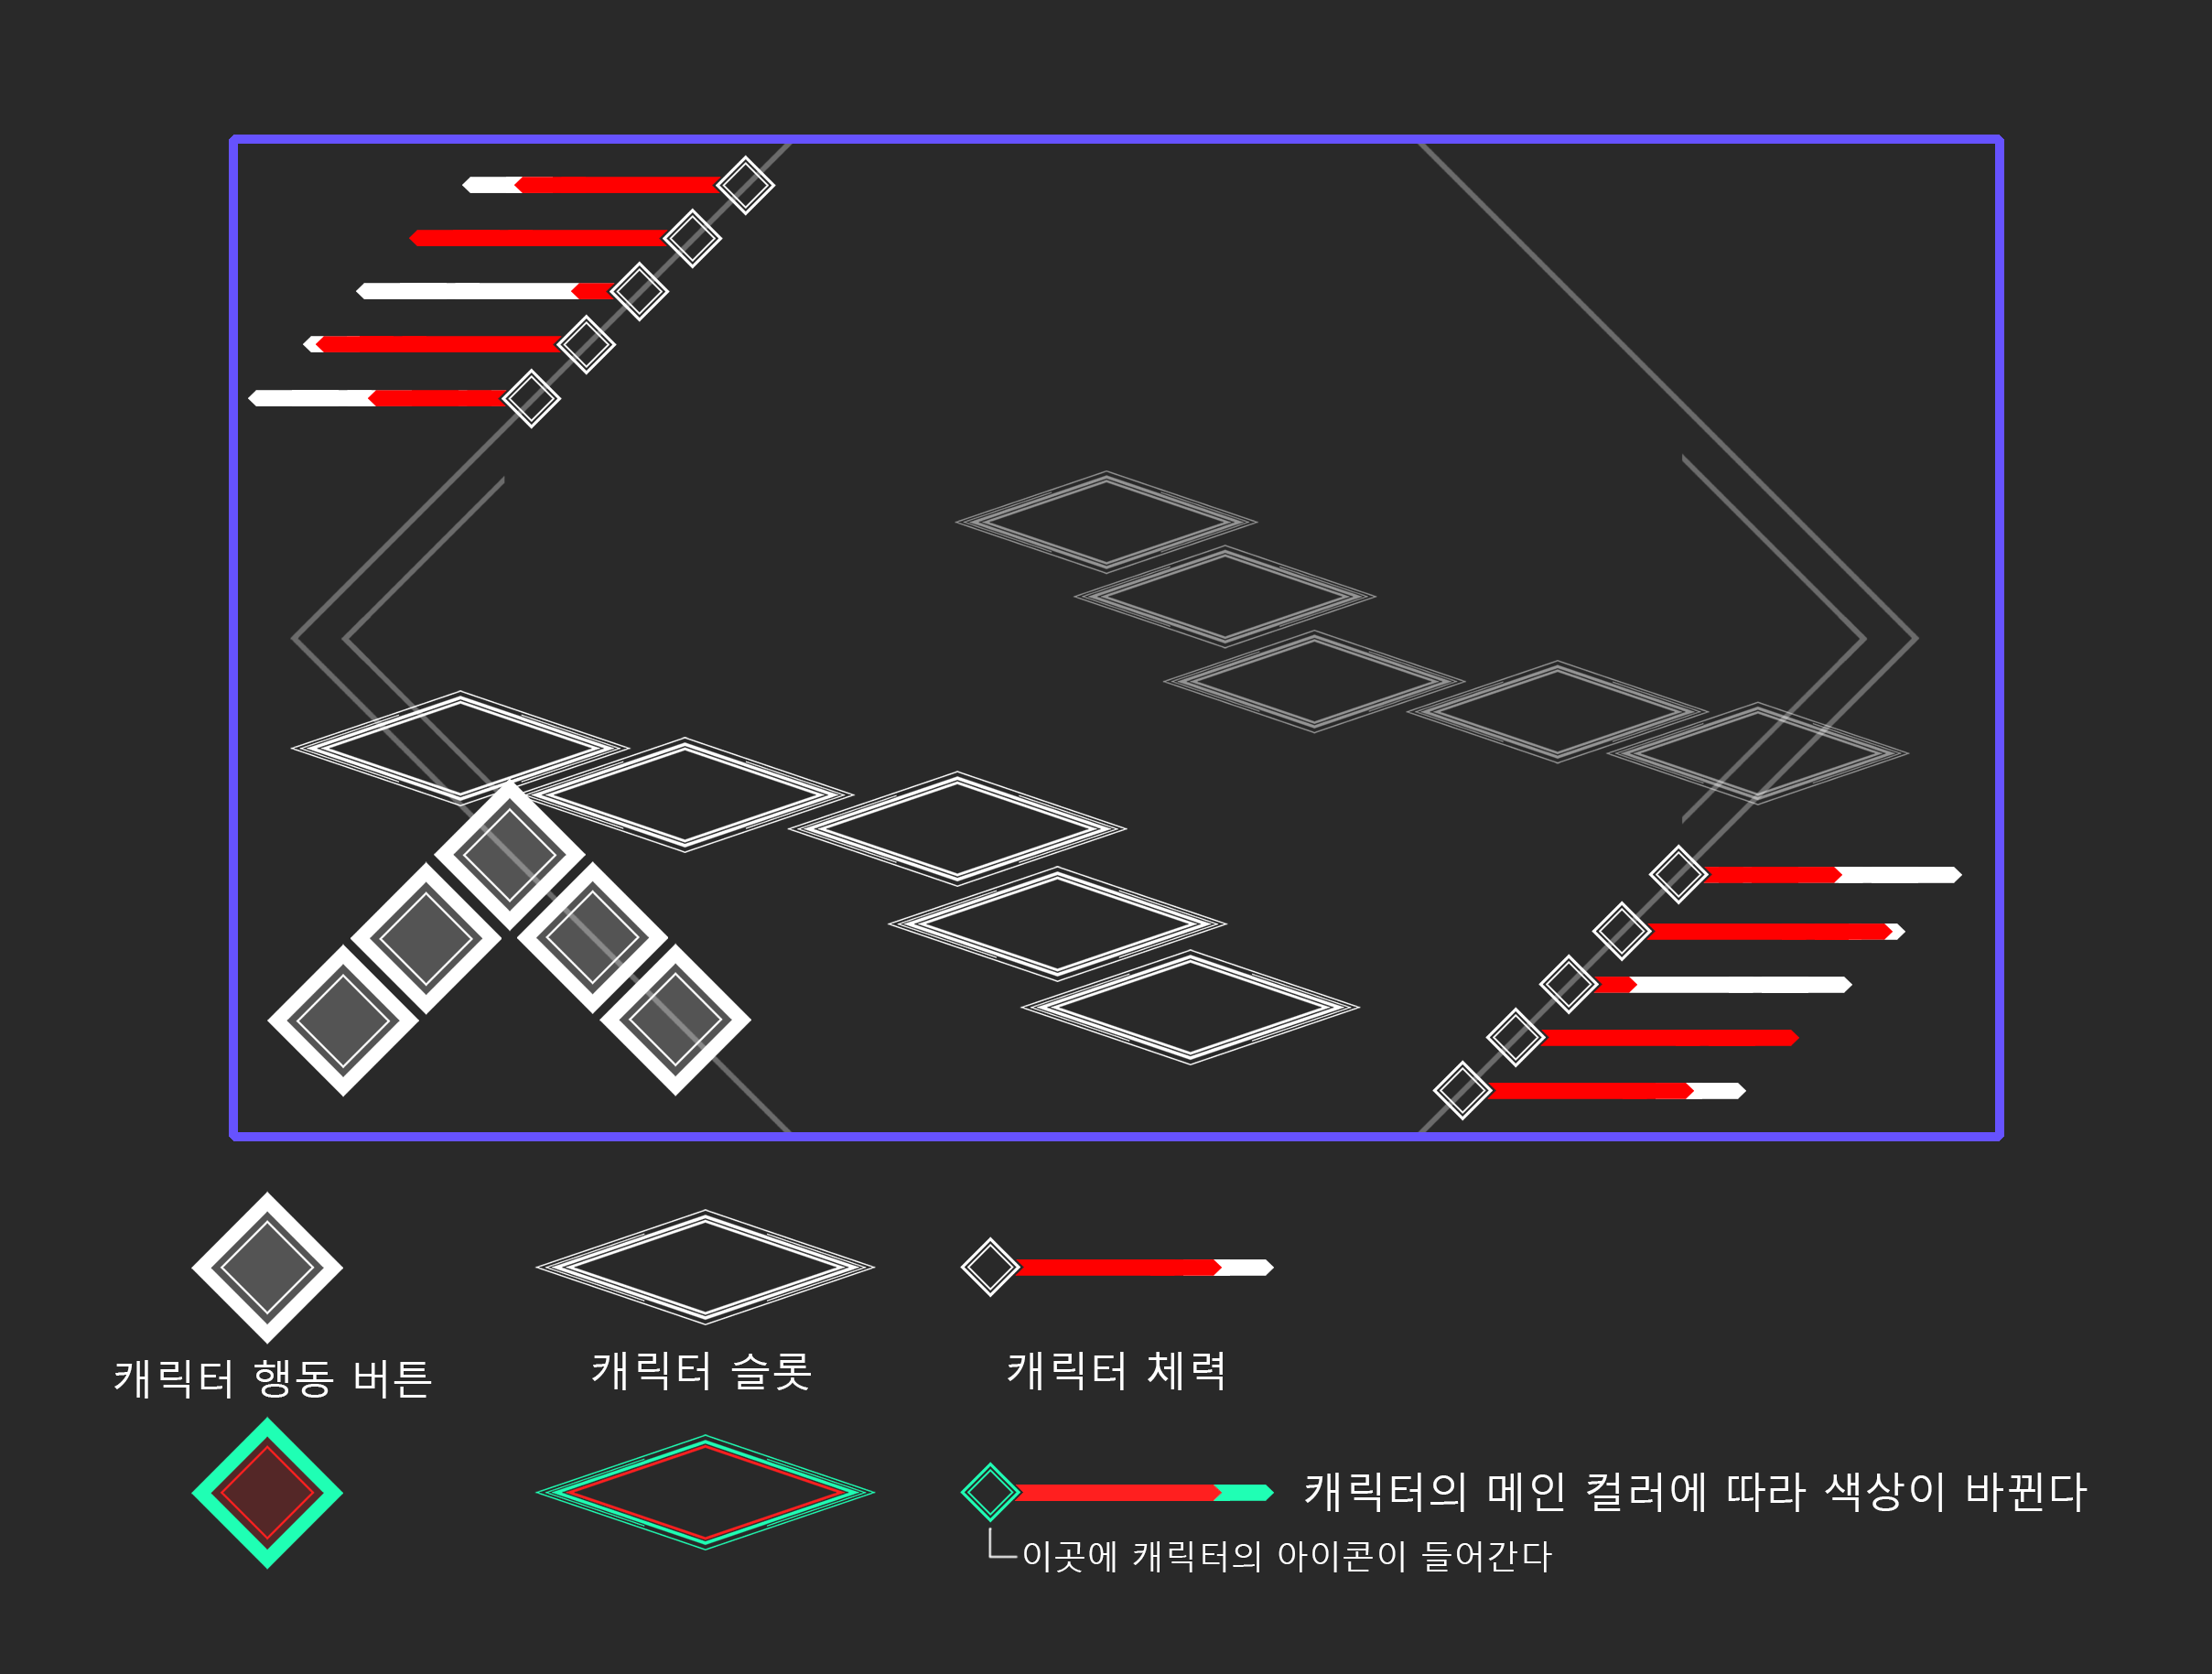 캐릭터 행동 버튼
캐릭터 슬롯
캐릭터 체력
캐릭터의 메인 컬러에 따라 색상이 바뀐다
이곳에 캐릭터의 아이콘이 들어간다